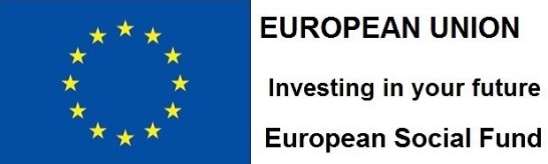 EUROPEAN UNION
Investing in your future
European Social Fund